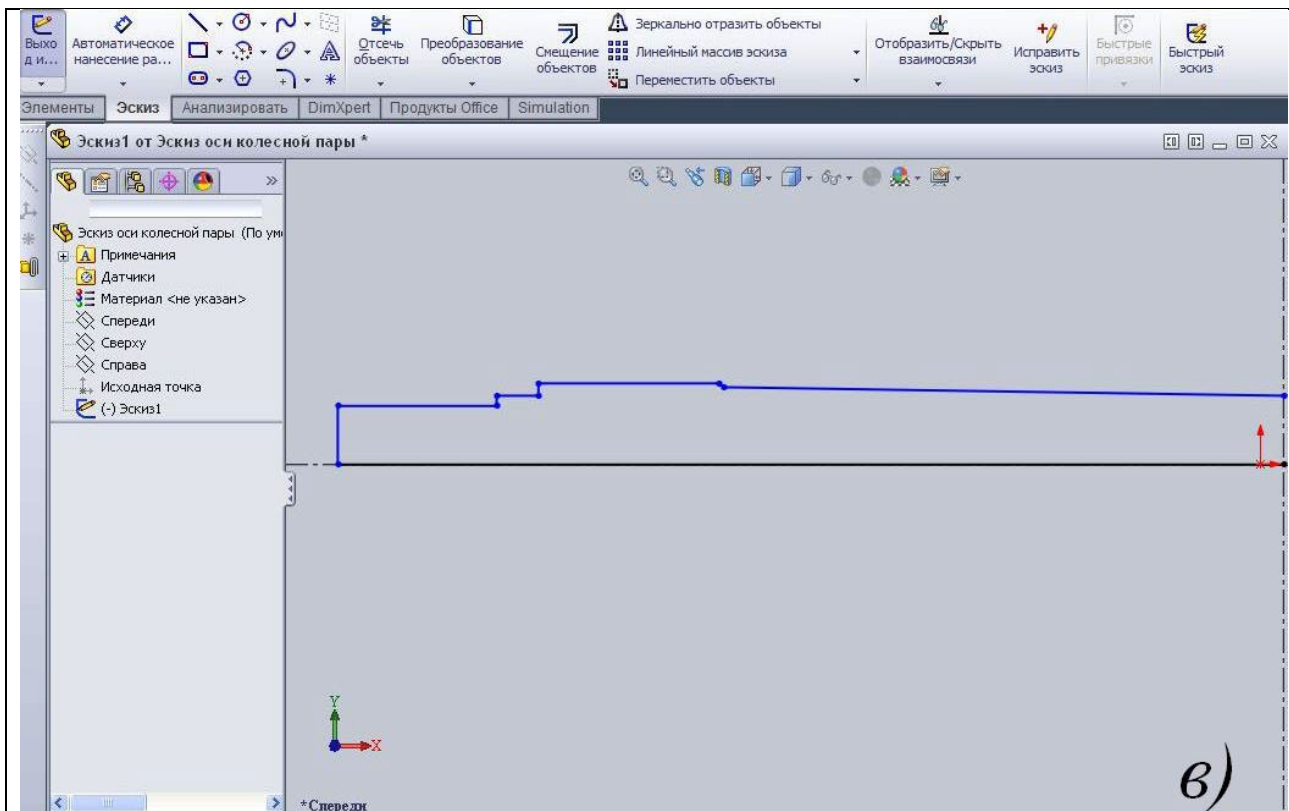 Выхо
д и...
Автоматическое
нанесение ра...
Отсечь
объекты
Преобразование
объектов
Смещение
объектов
Зеркально отразить объекты
Линейный массив эскиза
Переместить объекты
Отобразить/Скрыть
взаимосвязи
Исправить
эскиз
Быстрые
привязки
Быстрый
эскиз
Элементы
Эскиз
Анализировать
DimXpert
Продукты Office
Simulation
Эскиз1 от Эскиз оси колесной пары *
»
Эскиз оси колесной пары (По умо
Примечания
Датчики
Материал <не указан>
Спереди
Сверху
Справа
Исходная точка
(-) Эскиз1
Y
X
*Спереди
в)